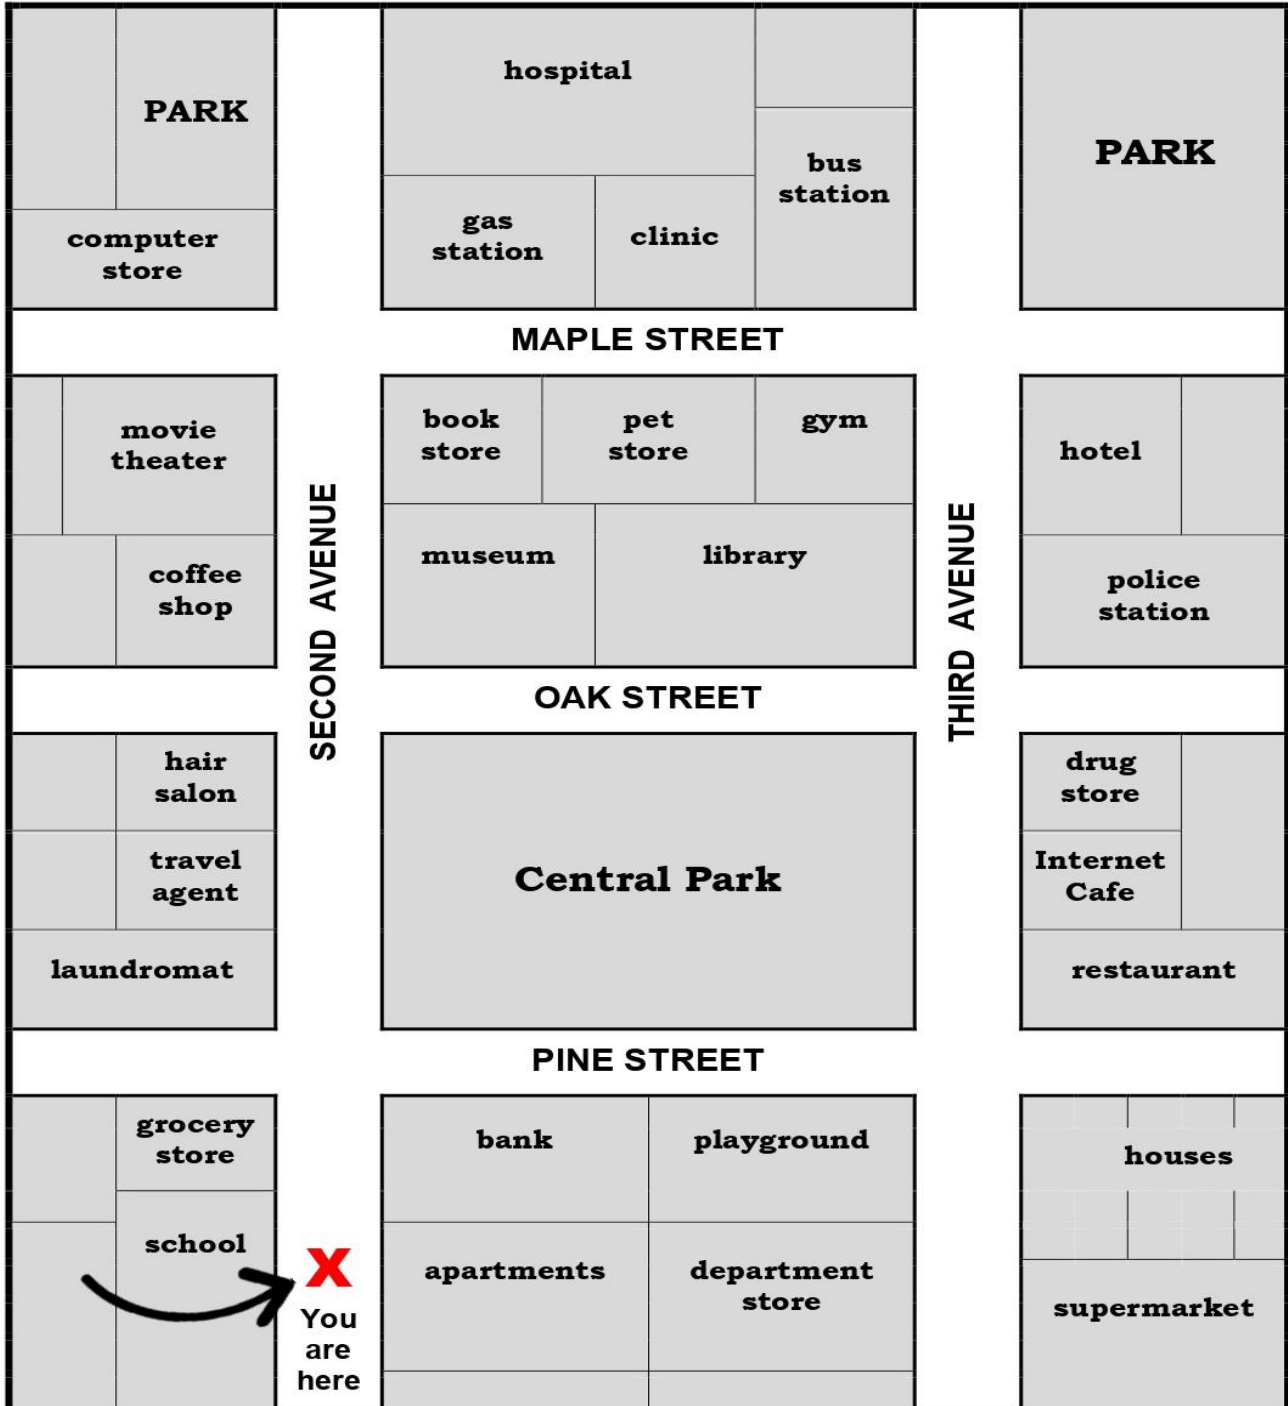 hospital
PARK
PARK
bus
station
gas
station
clinic
computer
store
MAPLE STREET
movie
theater
book
store
pet
store
gym
hotel
SECOND AVENUE
THIRD AVENUE
coffee
shop
museum
library
police
station
OAK STREET
hair
salon
drug
store
travel
agent
Central Park
Internet
Cafe
laundromat
restaurant
PINE STREET
grocery
store
bank
playground
houses
school
X
You
are
here
apartments
department
store
supermarket